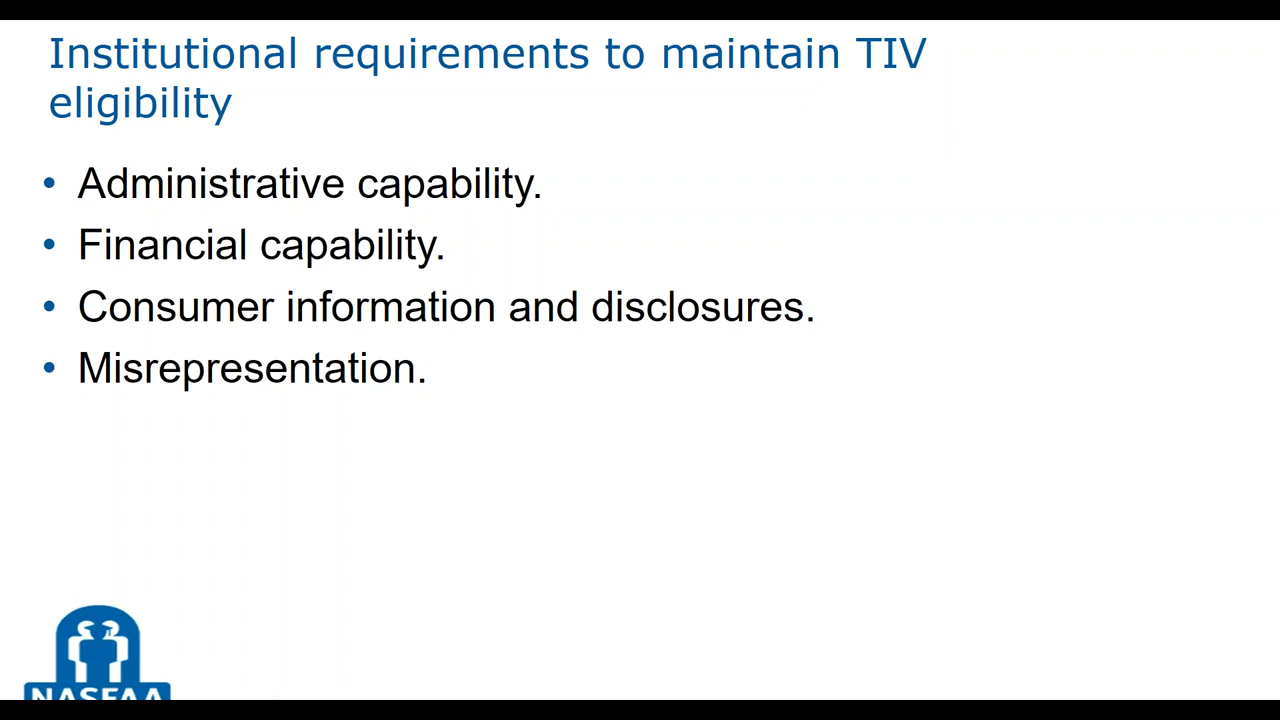 Institutional requirements to maintain TIV
eligibility
• Administrative capability.
• Financial capability.
• Consumer information and disclosures.
• Misrepresentation.
NASFAA